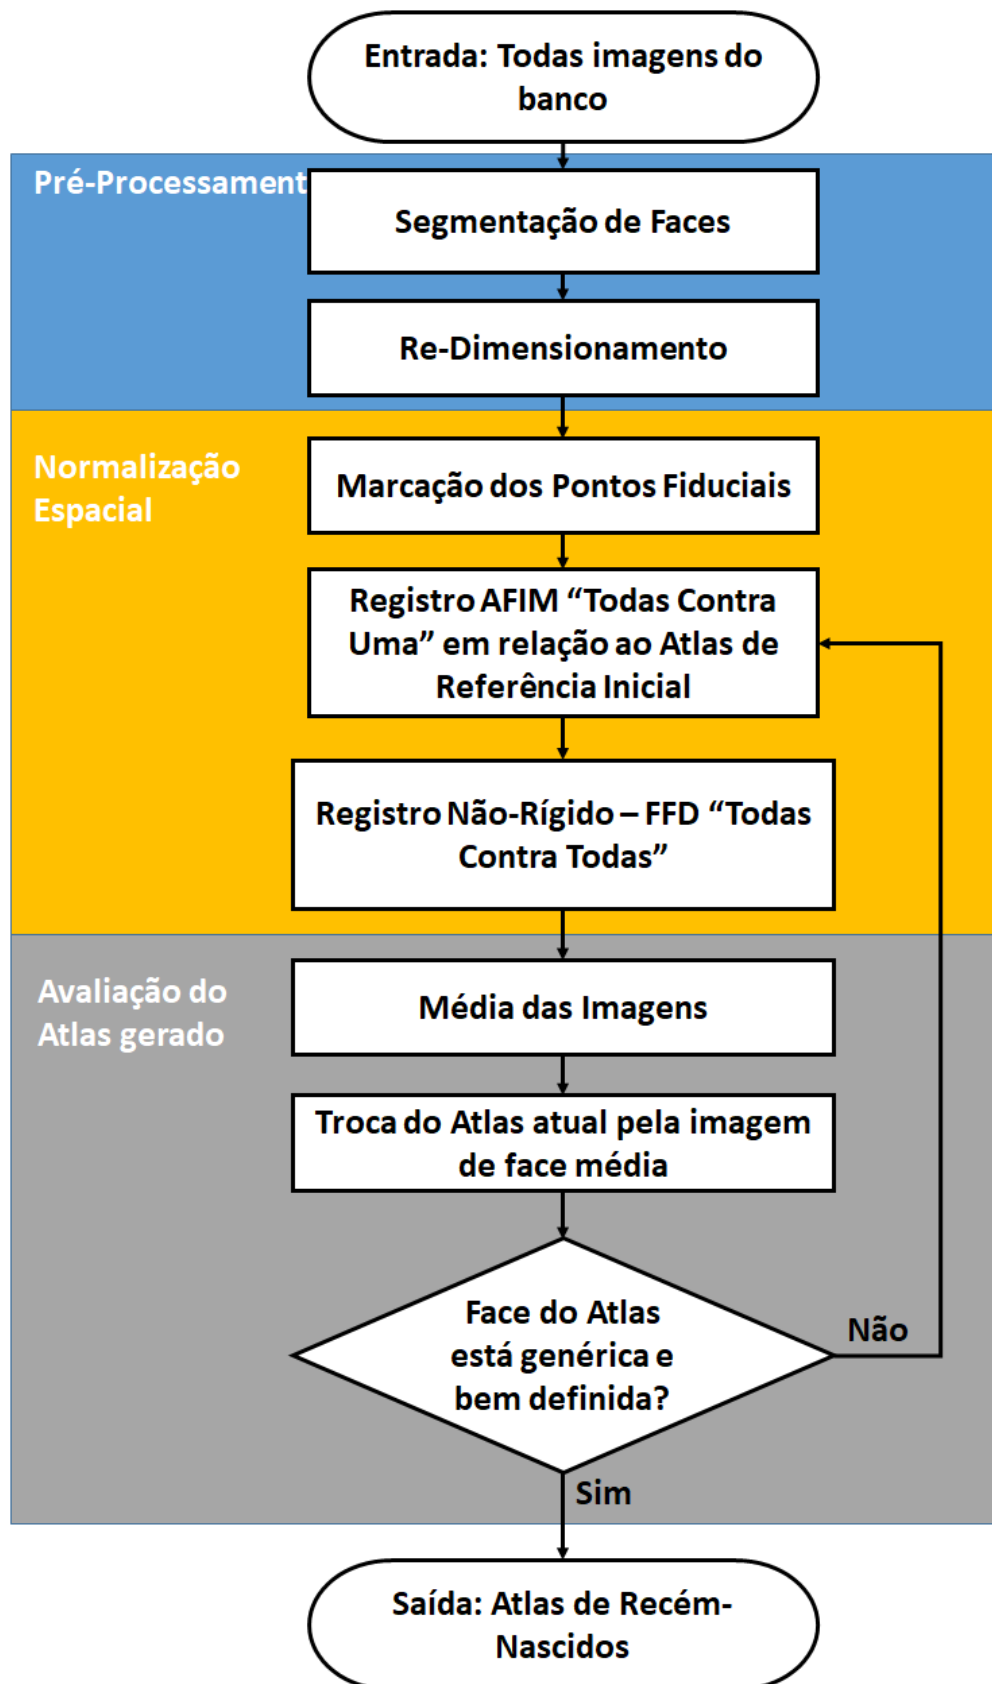 Entrada: Todas imagens do
banco
Pré-Processament
Segmentação de Faces
Re-Dimensionamento
Normalização
Espacial
Marcação dos Pontos Fiduciais
Registro AFIM “Todas Contra
Uma” em relação ao Atlas de
Referência Inicial
Registro Não-Rígido – FFD “Todas
Contra Todas”
Avaliação do
Atlas gerado
Média das Imagens
Troca do Atlas atual pela imagem
de face média
Face do Atlas
está genérica e
bem definida?
Não
Sim
Saída: Atlas de Recém-
Nascidos